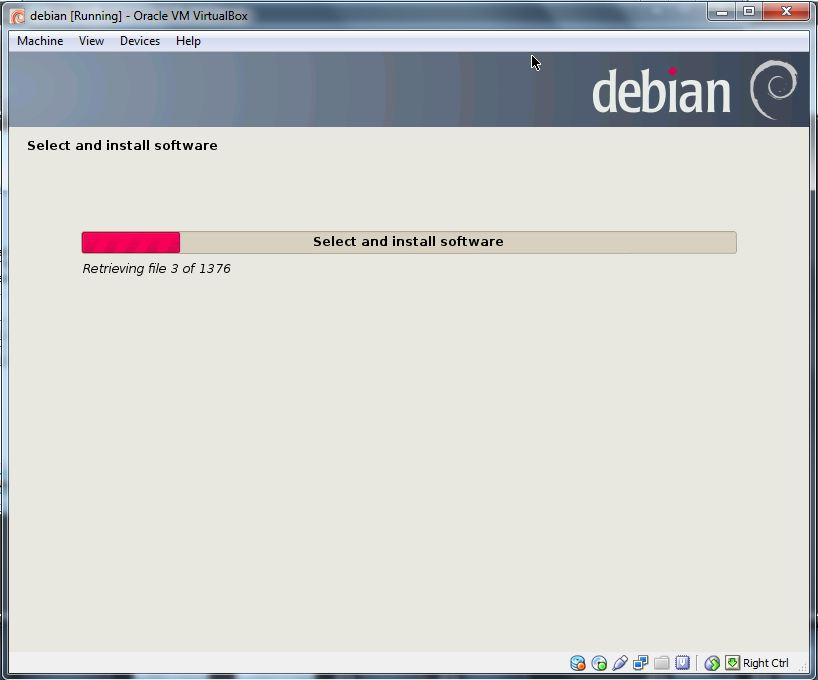 debian [Running] - Oracle VM VirtualBox
Machine View Devices Help
debian
Select and install software
Select and install software
Retrieving file 3 of 1376
Right Ctrl